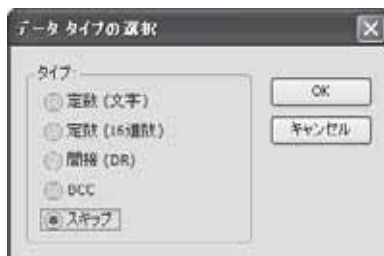 データ タイプの選択
タイプ
定数 (文字)
定数 (16進数)
間接 (DR)
BCC
スキップ
OK
キャンセル